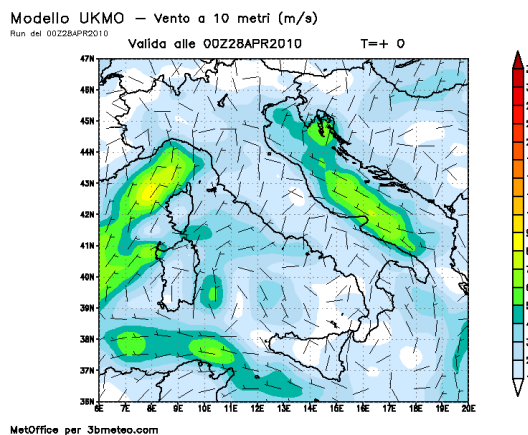 Modello UKMO – Vento a 10 metri (m/s)
Run del 00Z28APR2010
Valida alle 00Z28APR2010 T=+ 0
47N
46N
45N
44N
43N
42N
41N
40N
39N
38N
37N
36N
6E 7E 8E 9E 10E 11E 12E 13E 14E 15E 16E 17E 18E 19E 20E
MetOffice per 3bmeteo.com